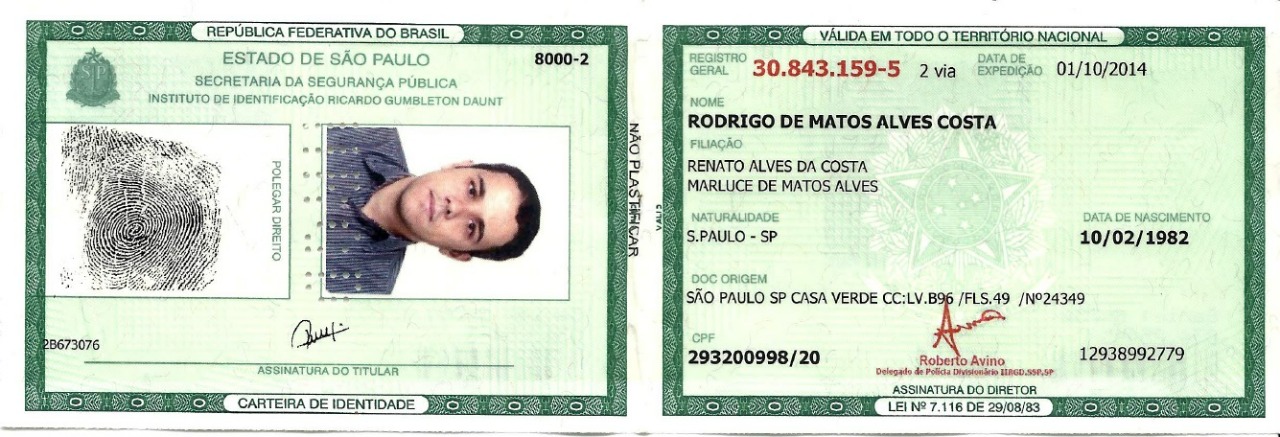 REPÚBLICA FEDERATIVA DO BRASIL
ESTADO DE SÃO PAULO
8000-2
SECRETARIA DA SEGURANÇA PÚBLICA
INSTITUTO DE IDENTIFICAÇÃO RICARDO GUMBLETON DAUNT
SP
POLEGAR DIREITO
2B673076
ASSINATURA DO TITULAR
CARTEIRA DE IDENTIDADE
NÃO PLASTIFICAR
VÁLIDA EM TODO O TERRITÓRIO NACIONAL
REGISTRO GERAL 30.843.159-5 2 via DATA DE EXPEDIÇÃO 01/10/2014
NOME
RODRIGO DE MATOS ALVES COSTA
FILIAÇÃO
RENATO ALVES DA COSTA
MARLUCE DE MATOS ALVES
NATURALIDADE DATA DE NASCIMENTO
S.PAULO - SP 10/02/1982
DOC ORIGEM
SÃO PAULO SP CASA VERDE CC:LV.B96 /FLS.49 /Nº24349
CPF
293200998/20 12938992779
Roberto Avino
Delegado de Polícia Divisionário IIRGD.SSP.SP
ASSINATURA DO DIRETOR
LEI Nº 7.116 DE 29/08/83